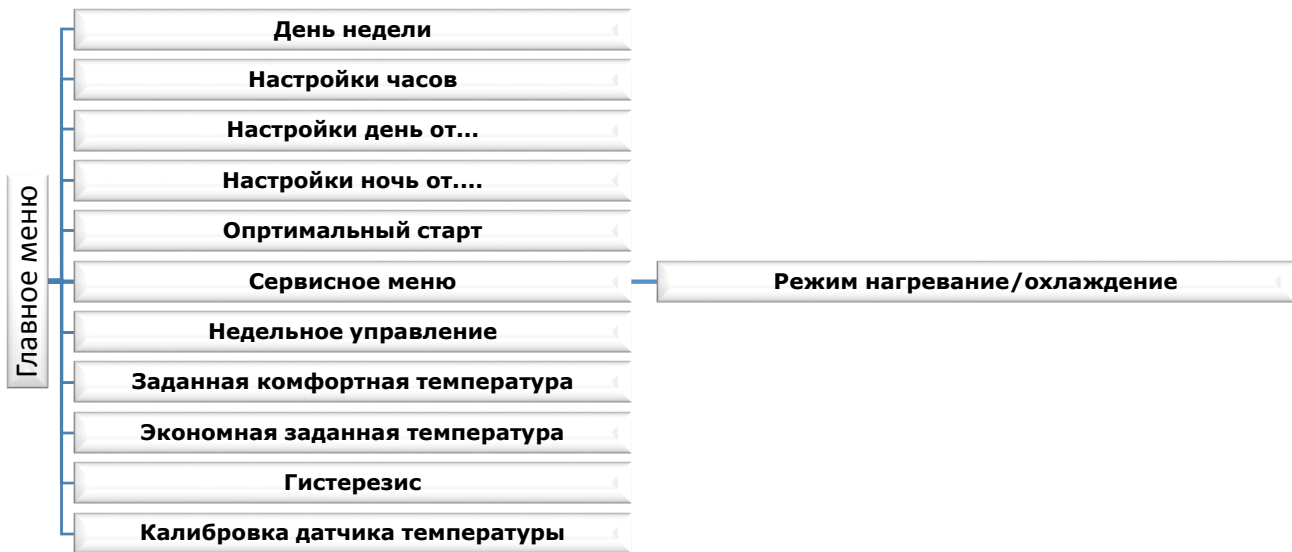 Главное меню
День недели
Настройки часов
Настройки день от...
Настройки ночь от....
Опртимальный старт
Сервисное меню
Режим нагревание/охлаждение
Недельное управление
Заданная комфортная температура
Экономная заданная температура
Гистерезис
Калибровка датчика температуры